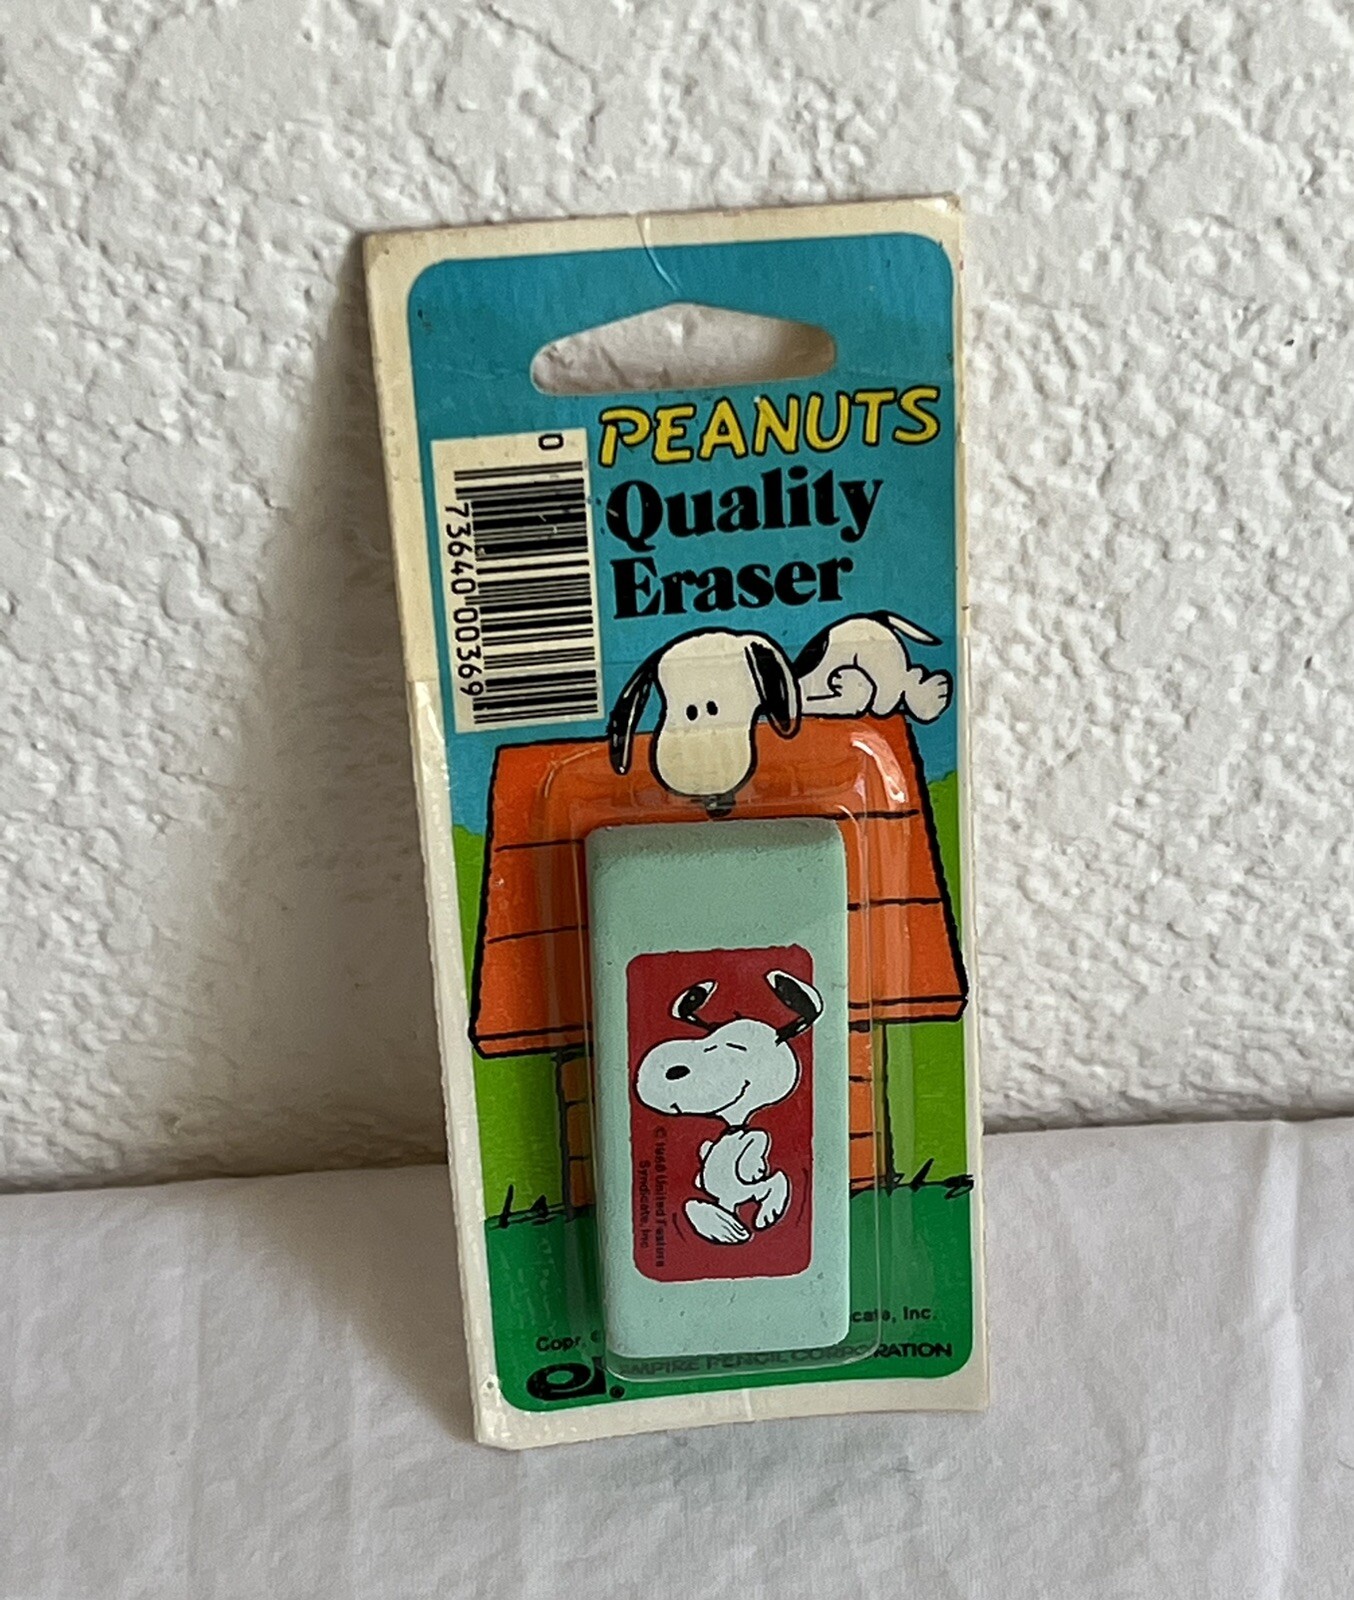 PEANUTS
Quality
Eraser
0
73640-00369
© 1958 United Feature
Syndicate, Inc.
Copr. ©
cate, Inc.
EMPIRE PENCIL CORPORATION
®